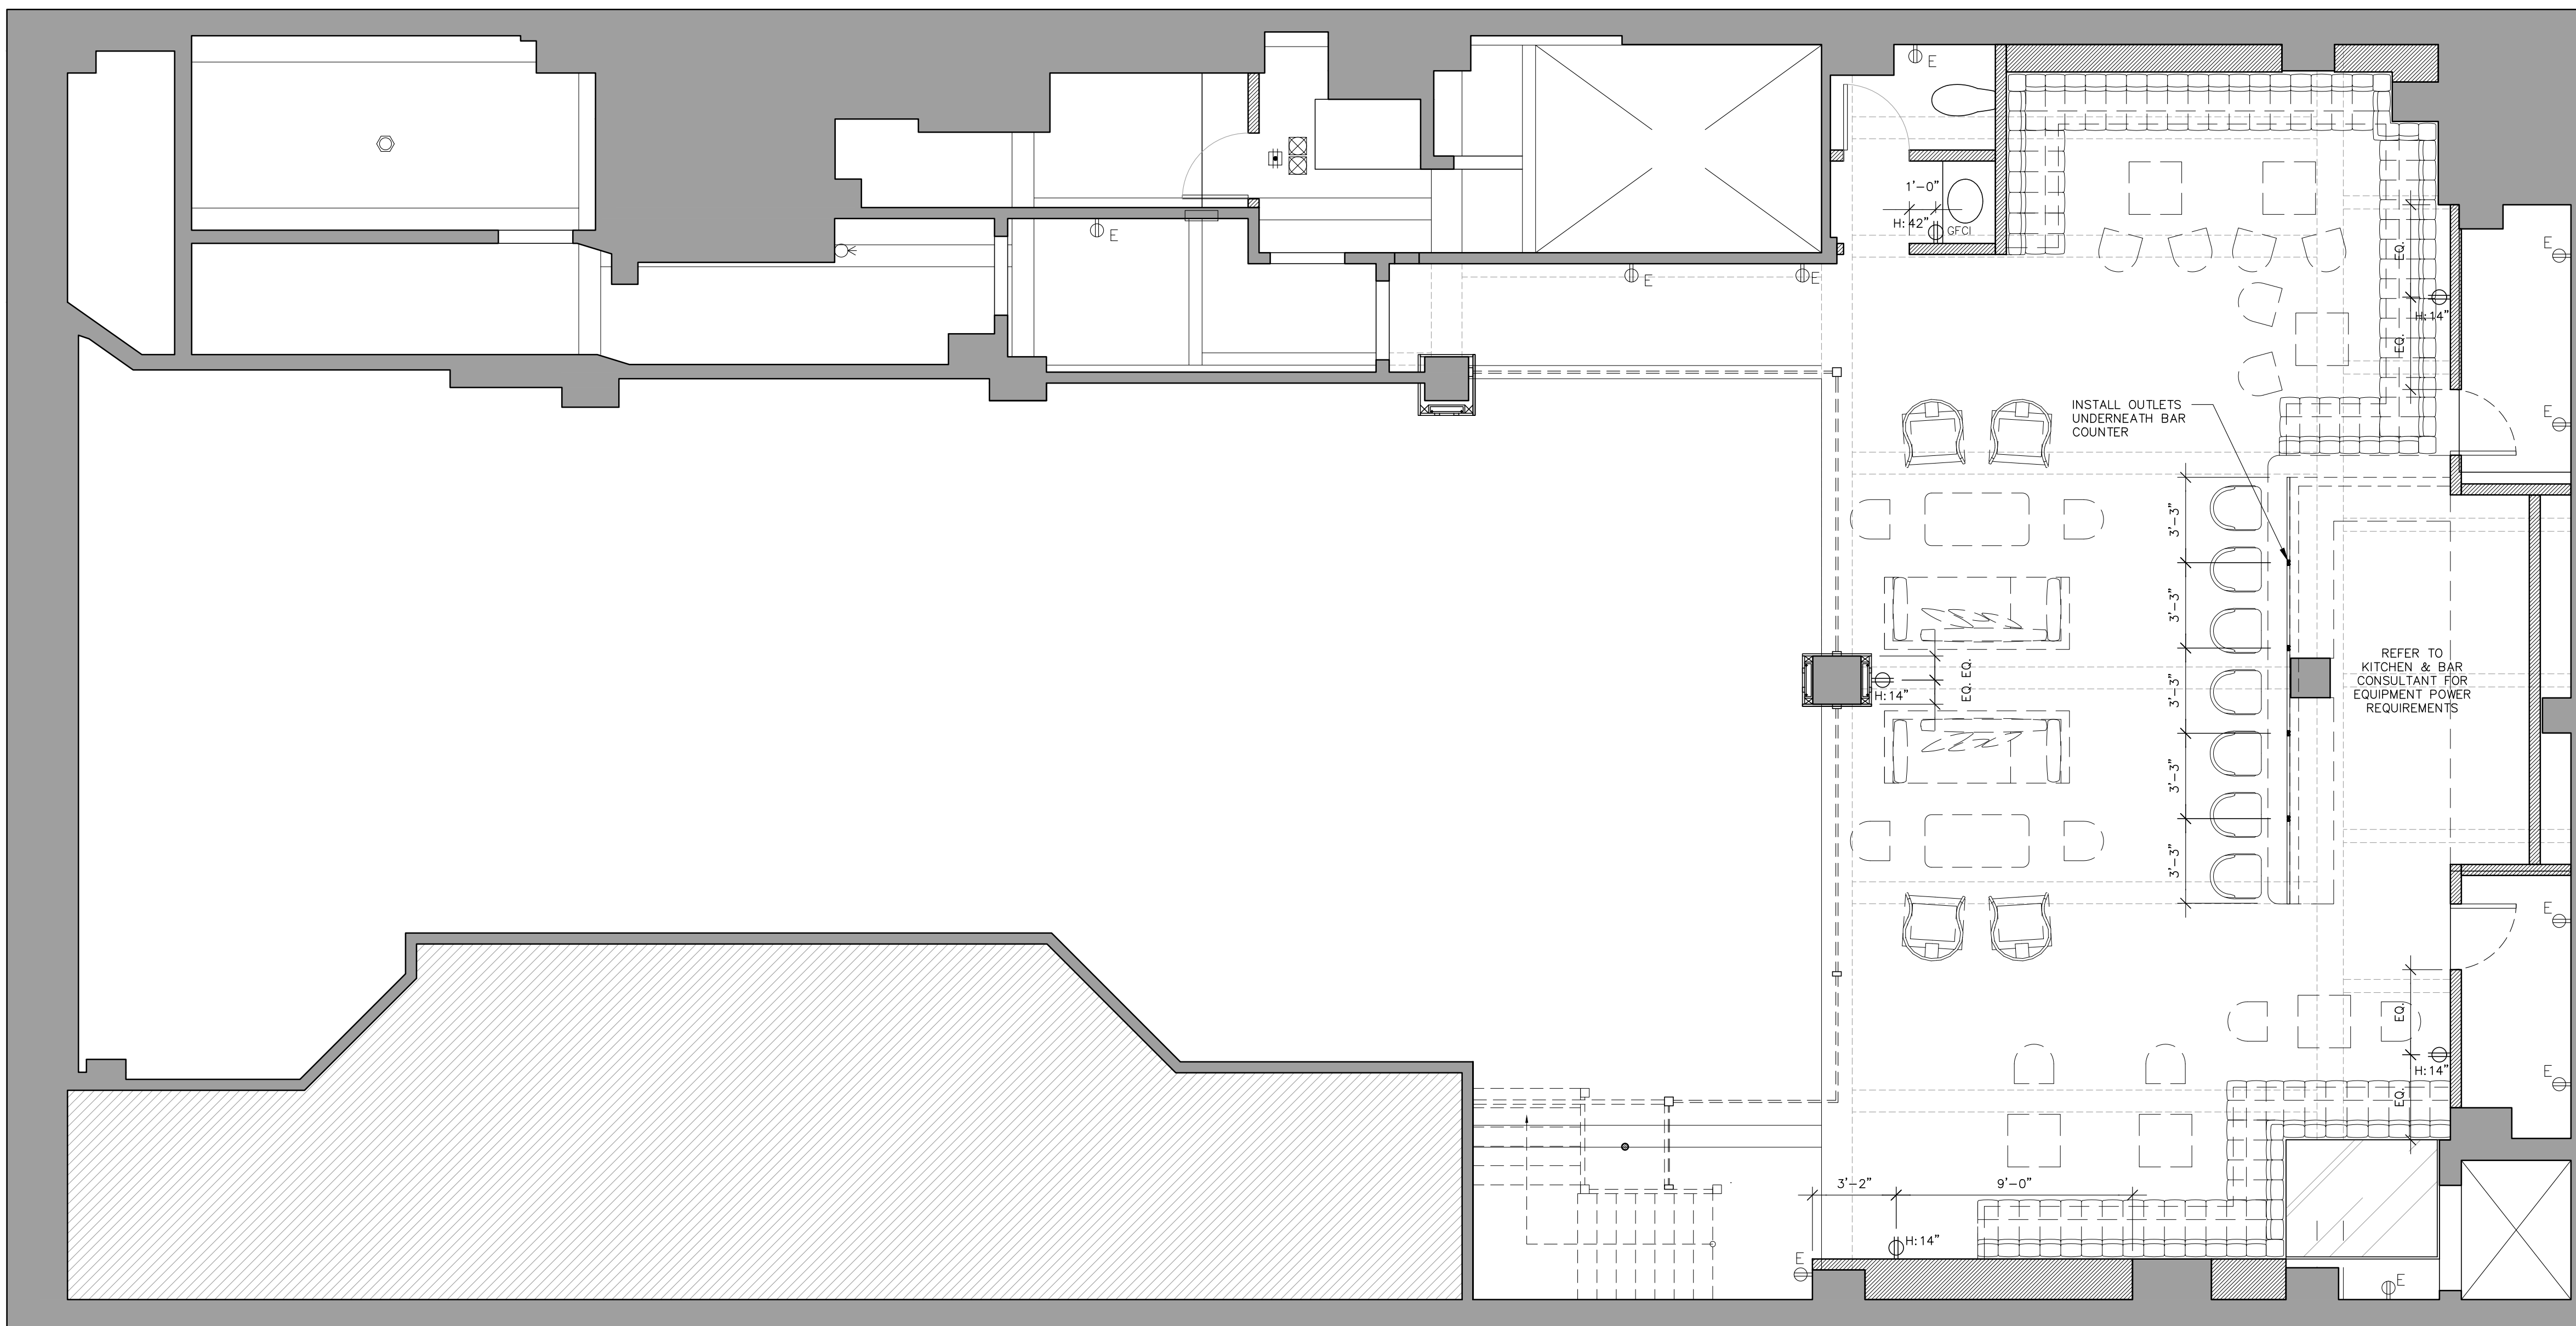 E
1'-0"
H:42"
GFCI
E
E
E
E
EQ.
H:14"
EQ.
E
INSTALL OUTLETS
UNDERNEATH BAR
COUNTER
3'-3"
3'-3"
3'-3"
3'-3"
3'-3"
REFER TO
KITCHEN & BAR
CONSULTANT FOR
EQUIPMENT POWER
REQUIREMENTS
H:14"
EQ. EQ.
E
EQ.
H:14"
EQ.
E
3'-2"
9'-0"
H:14"
E
E